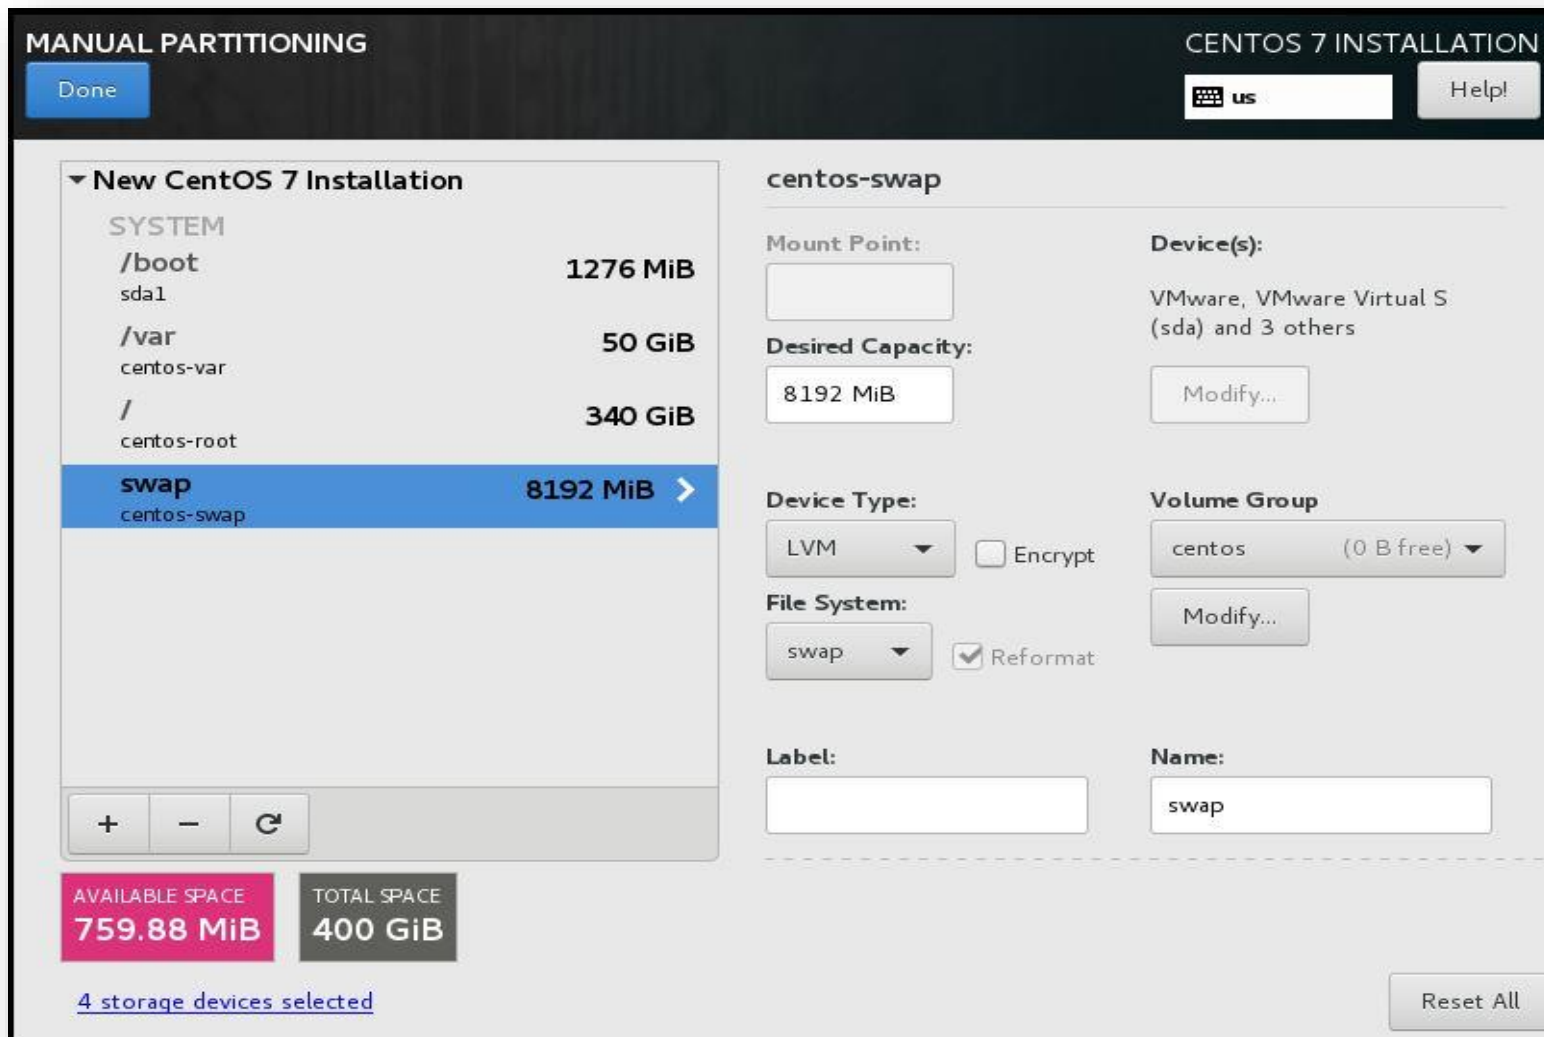 MANUAL PARTITIONING
CENTOS 7 INSTALLATION
Done
us
Help!
New CentOS 7 Installation
SYSTEM
/boot
1276 MiB
sda1
/var
50 GiB
centos-var
/
340 GiB
centos-root
swap
8192 MiB
centos-swap
+ −
AVAILABLE SPACE
759.88 MiB
TOTAL SPACE
400 GiB
4 storage devices selected
centos-swap
Mount Point:
Device(s):
VMware, VMware Virtual S
(sda) and 3 others
Desired Capacity:
8192 MiB
Modify...
Device Type:
Volume Group
LVM
Encrypt
centos (0 B free)
File System:
Modify...
swap
Reformat
Label:
Name:
swap
Reset All